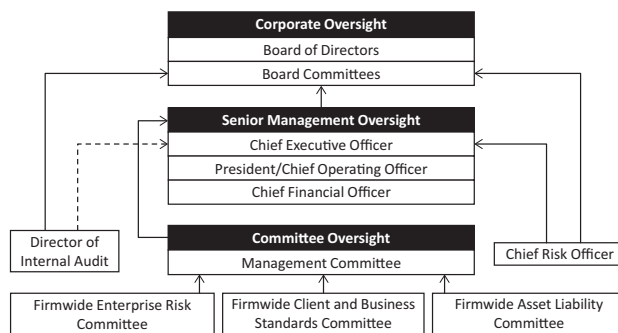 Corporate Oversight
Board of Directors
Board Committees
Senior Management Oversight
Chief Executive Officer
President/Chief Operating Officer
Chief Financial Officer
Director of
Internal Audit
Committee Oversight
Management Committee
Chief Risk Officer
Firmwide Enterprise Risk
Committee
Firmwide Client and Business
Standards Committee
Firmwide Asset Liability
Committee